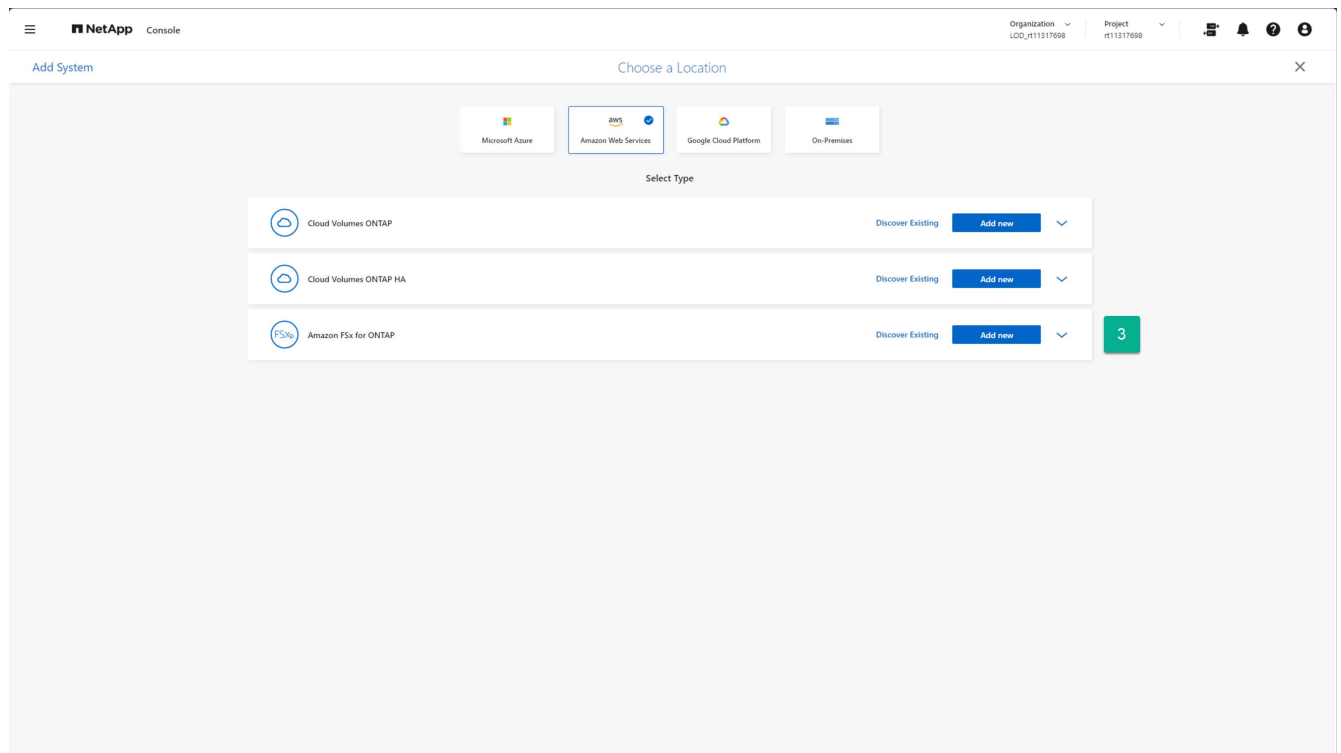 NetApp Console
Organization
LOD_rt11317698
Project
rt11317698
Add System
Choose a Location
Microsoft Azure
aws
Amazon Web Services
Google Cloud Platform
On-Premises
Select Type
Cloud Volumes ONTAP Discover Existing Add new
Cloud Volumes ONTAP HA Discover Existing Add new
FSx Amazon FSx for ONTAP Discover Existing Add new 3